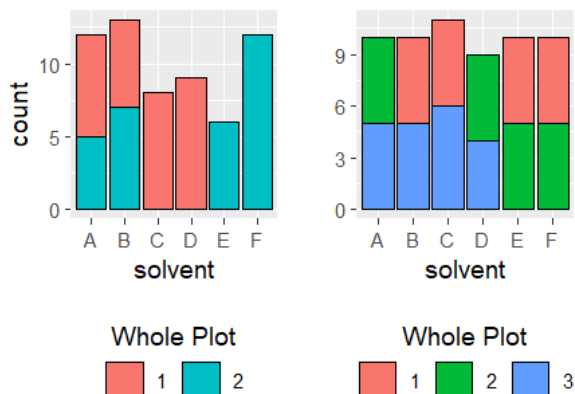 count
10
5
0
A B C D E F
solvent
Whole Plot
1 2
9
6
3
0
A B C D E F
solvent
Whole Plot
1 2 3